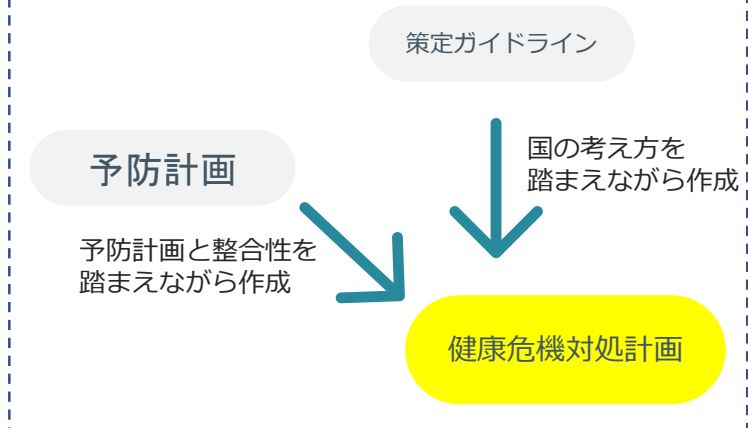 策定ガイドライン
国の考え方を
踏まえながら作成
予防計画
予防計画と整合性を
踏まえながら作成
健康危機対処計画